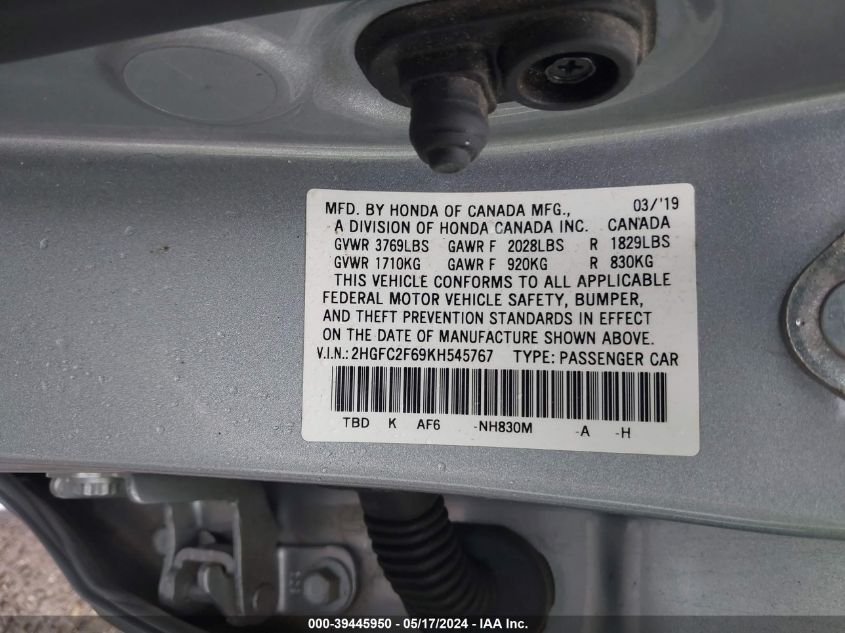 MFD. BY HONDA OF CANADA MFG., 03/'19
A DIVISION OF HONDA CANADA INC. CANADA
GVWR 3769LBS GAWR F 2028LBS R 1829LBS
GVWR 1710KG GAWR F 920KG R 830KG
THIS VEHICLE CONFORMS TO ALL APPLICABLE
FEDERAL MOTOR VEHICLE SAFETY, BUMPER,
AND THEFT PREVENTION STANDARDS IN EFFECT
ON THE DATE OF MANUFACTURE SHOWN ABOVE.
V.I.N.: 2HGFC2F69KH545767 TYPE: PASSENGER CAR
TBD K AF6 -NH830M -A -H
000-39445950 - 05/17/2024 - IAA Inc.